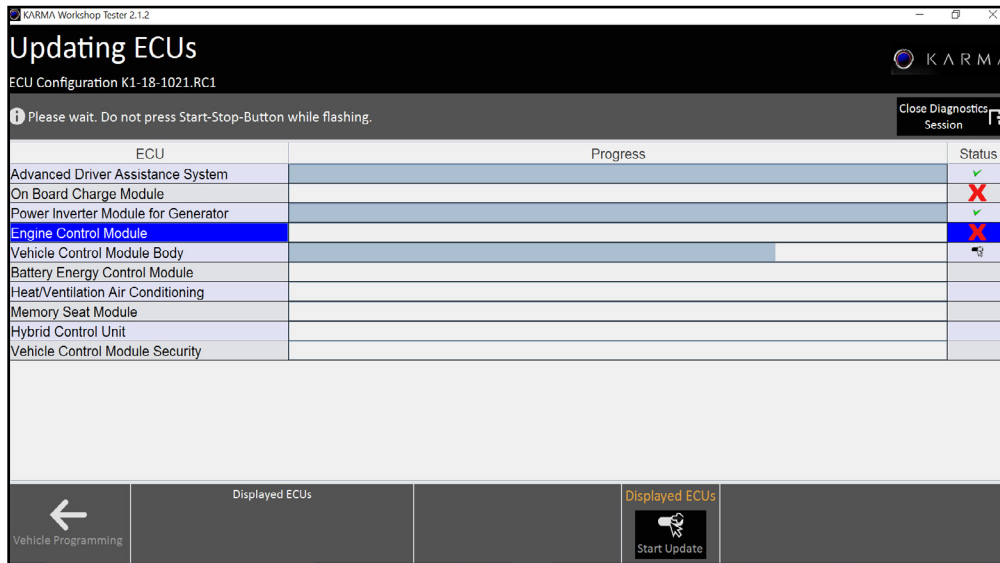 KARMA Workshop Tester 2.1.2
Updating ECUs
KARMA
ECU Configuration K1-18-1021.RC1
Please wait. Do not press Start-Stop-Button while flashing.
Close Diagnostics
Session
ECU Progress Status
Advanced Driver Assistance System
On Board Charge Module
Power Inverter Module for Generator
Engine Control Module
Vehicle Control Module Body
Battery Energy Control Module
Heat/Ventilation Air Conditioning
Memory Seat Module
Hybrid Control Unit
Vehicle Control Module Security
Displayed ECUs
Displayed ECUs
Vehicle Programming
Start Update